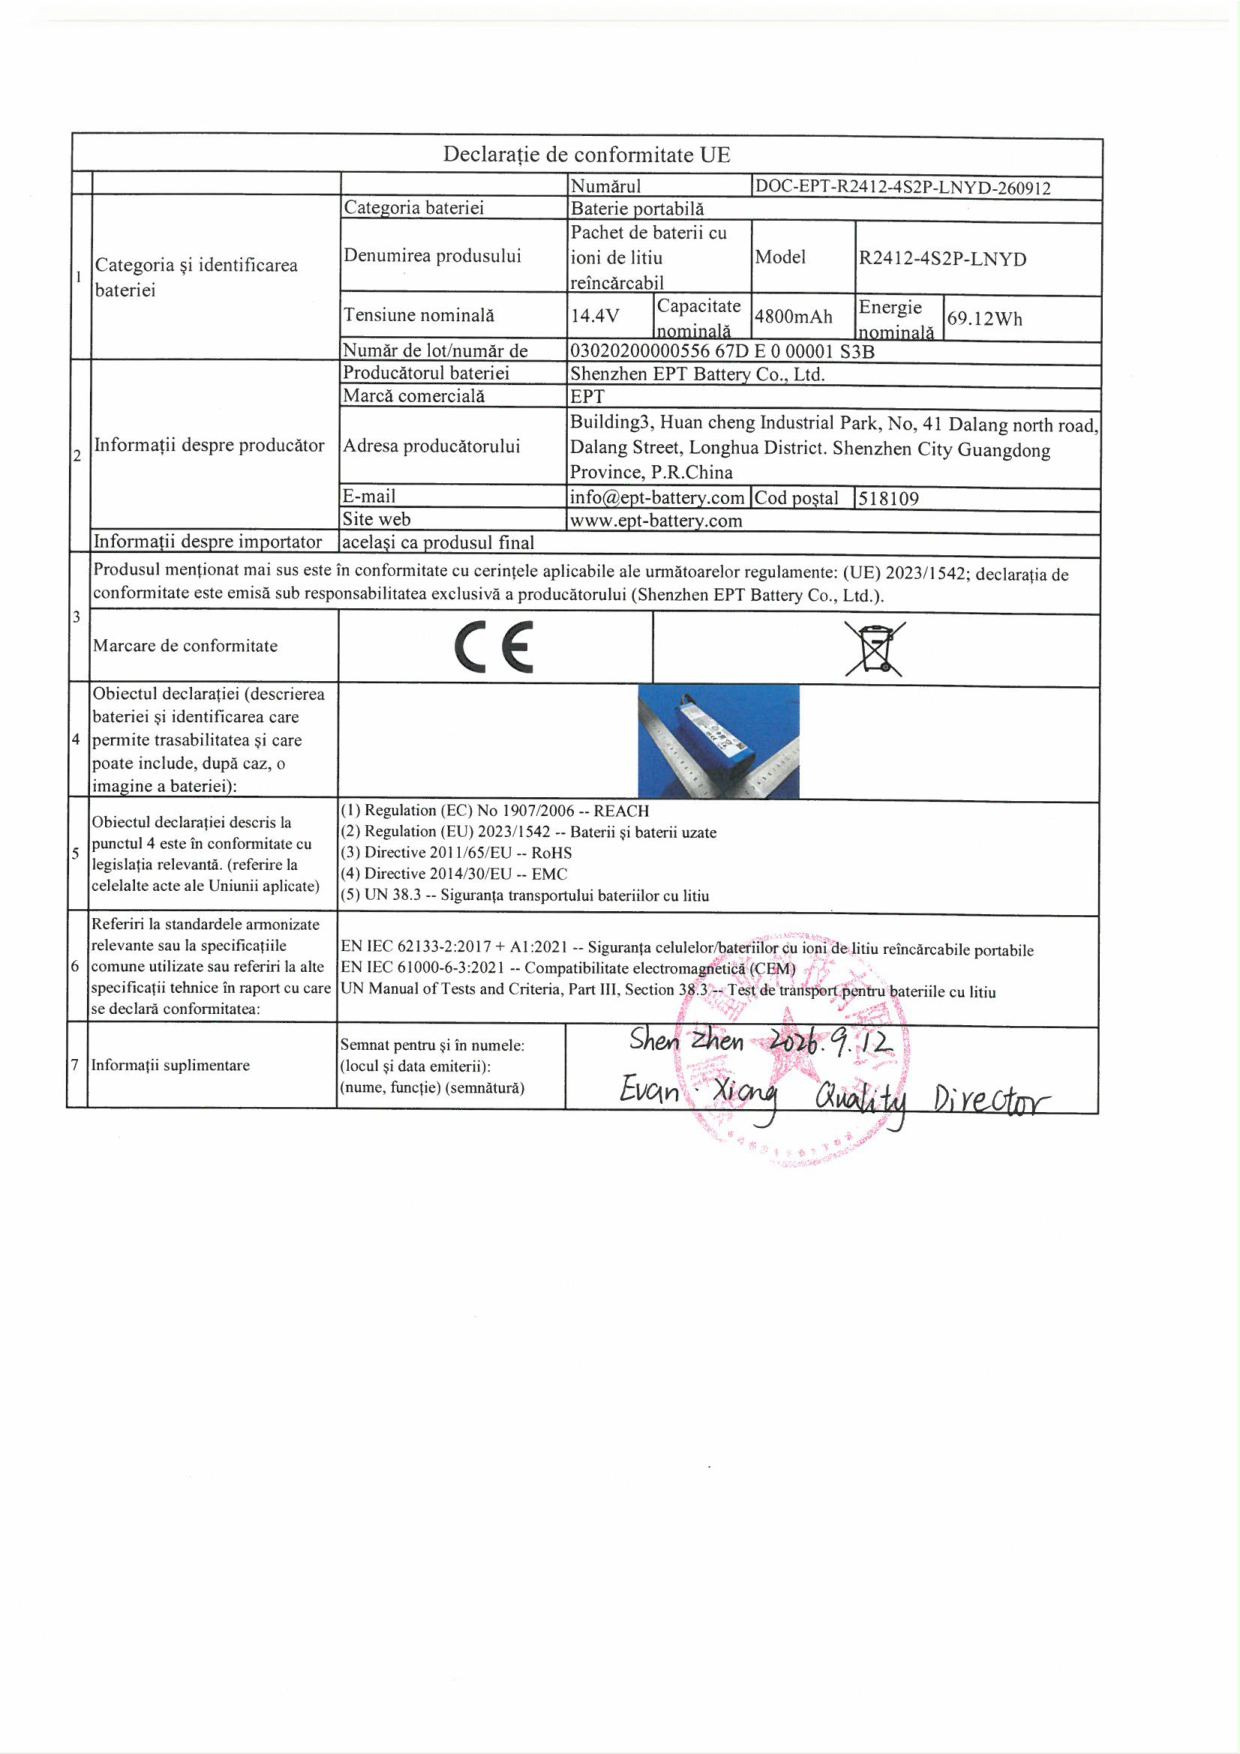 Declarație de conformitate UE
Numărul DOC-EPT-R2412-4S2P-LNYD-260912
1 Categoria și identificarea bateriei
Categoria bateriei Baterie portabilă
Denumirea produsului Pachet de baterii cu ioni de litiu reîncărcabil Model R2412-4S2P-LNYD
Tensiune nominală 14.4V Capacitate nominală 4800mAh Energie nominală 69.12Wh
Număr de lot/număr de 03020200000556 67D E 0 00001 S3B
2 Informații despre producător
Producătorul bateriei Shenzhen EPT Battery Co., Ltd.
Marcă comercială EPT
Adresa producătorului
Building3, Huan cheng Industrial Park, No, 41 Dalang north road,
Dalang Street, Longhua District. Shenzhen City Guangdong
Province, P.R.China
E-mail info@ept-battery.com Cod poștal 518109
Site web www.ept-battery.com
Informații despre importator același ca produsul final
3
Produsul menționat mai sus este în conformitate cu cerințele aplicabile ale următoarelor regulamente: (UE) 2023/1542; declarația de
conformitate este emisă sub responsabilitatea exclusivă a producătorului (Shenzhen EPT Battery Co., Ltd.).
Marcare de conformitate CE
4
Obiectul declarației (descrierea
bateriei și identificarea care
permite trasabilitatea și care
poate include, după caz, o
imagine a bateriei):
5
Obiectul declarației descris la
punctul 4 este în conformitate cu
legislația relevantă. (referire la
celelalte acte ale Uniunii aplicate)
(1) Regulation (EC) No 1907/2006 -- REACH
(2) Regulation (EU) 2023/1542 -- Baterii și baterii uzate
(3) Directive 2011/65/EU -- RoHS
(4) Directive 2014/30/EU -- EMC
(5) UN 38.3 -- Siguranța transportului bateriilor cu litiu
6
Referiri la standardele armonizate
relevante sau la specificațiile
comune utilizate sau referiri la alte
specificații tehnice în raport cu care
se declară conformitatea:
EN IEC 62133-2:2017 + A1:2021 -- Siguranța celulelor/bateriilor cu ioni de litiu reîncărcabile portabile
EN IEC 61000-6-3:2021 -- Compatibilitate electromagnetică (CEM)
UN Manual of Tests and Criteria, Part III, Section 38.3 -- Test de transport pentru bateriile cu litiu
7 Informații suplimentare
Semnat pentru și în numele:
(locul și data emiterii):
(nume, funcție) (semnătură)
Shen Zhen 2026.9.12
Evan. Xiong Quality Director